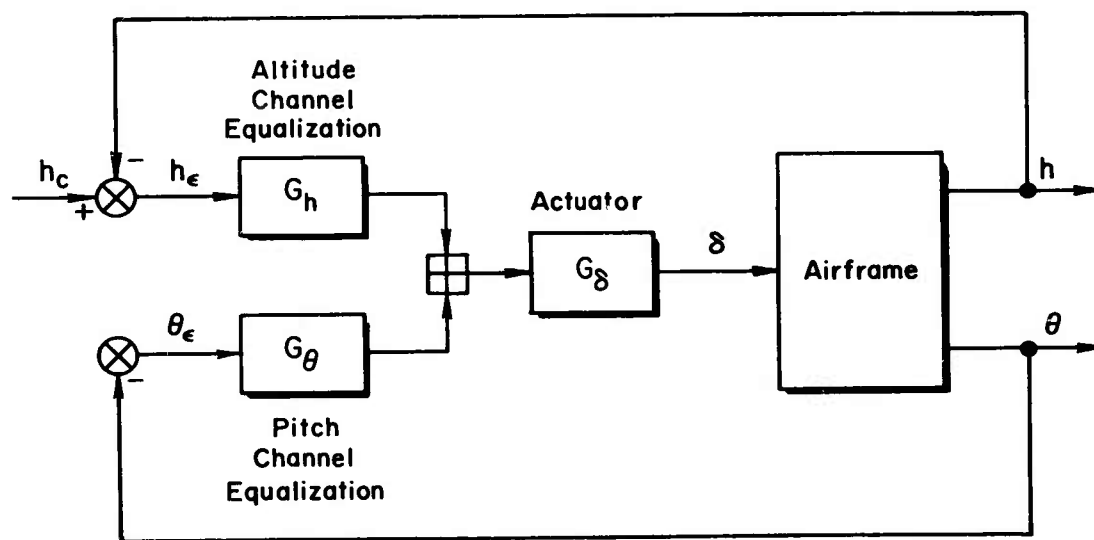 Altitude
Channel
Equalization
h_c
+
−
h_ϵ
G_h
Actuator
G_δ
δ
Airframe
h
θ
θ_ϵ
−
G_θ
Pitch
Channel
Equalization